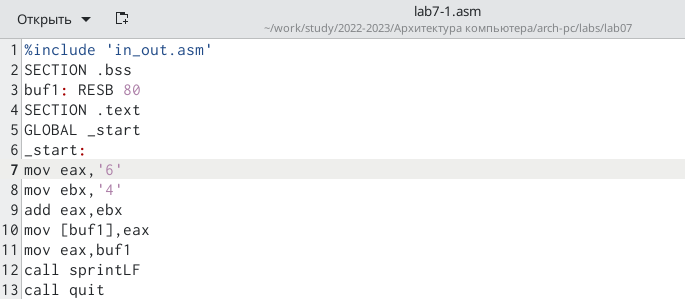 Открыть
lab7-1.asm
~/work/study/2022-2023/Архитектура компьютера/arch-pc/labs/lab07
1 %include 'in_out.asm'
2 SECTION .bss
3 buf1: RESB 80
4 SECTION .text
5 GLOBAL _start
6 _start:
7 mov eax,'6'
8 mov ebx,'4'
9 add eax,ebx
10 mov [buf1],eax
11 mov eax,buf1
12 call sprintLF
13 call quit